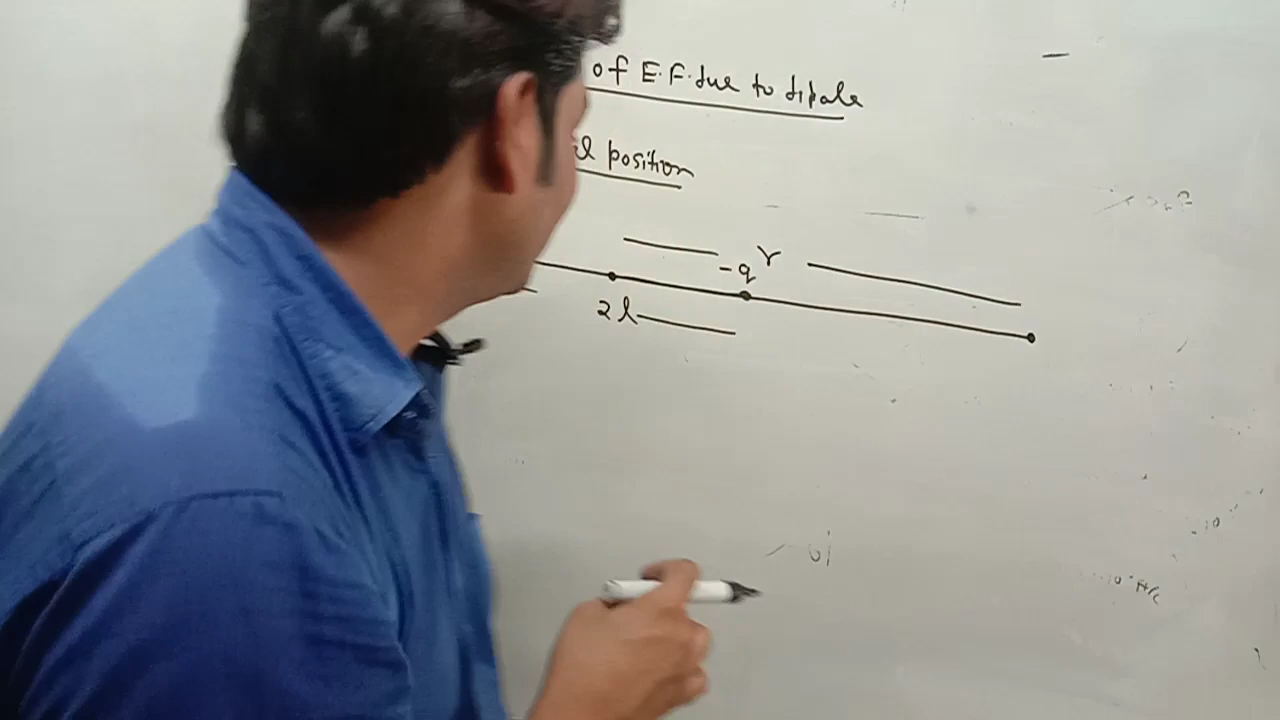 of E.F. due to dipole
l position
r
-q
2l